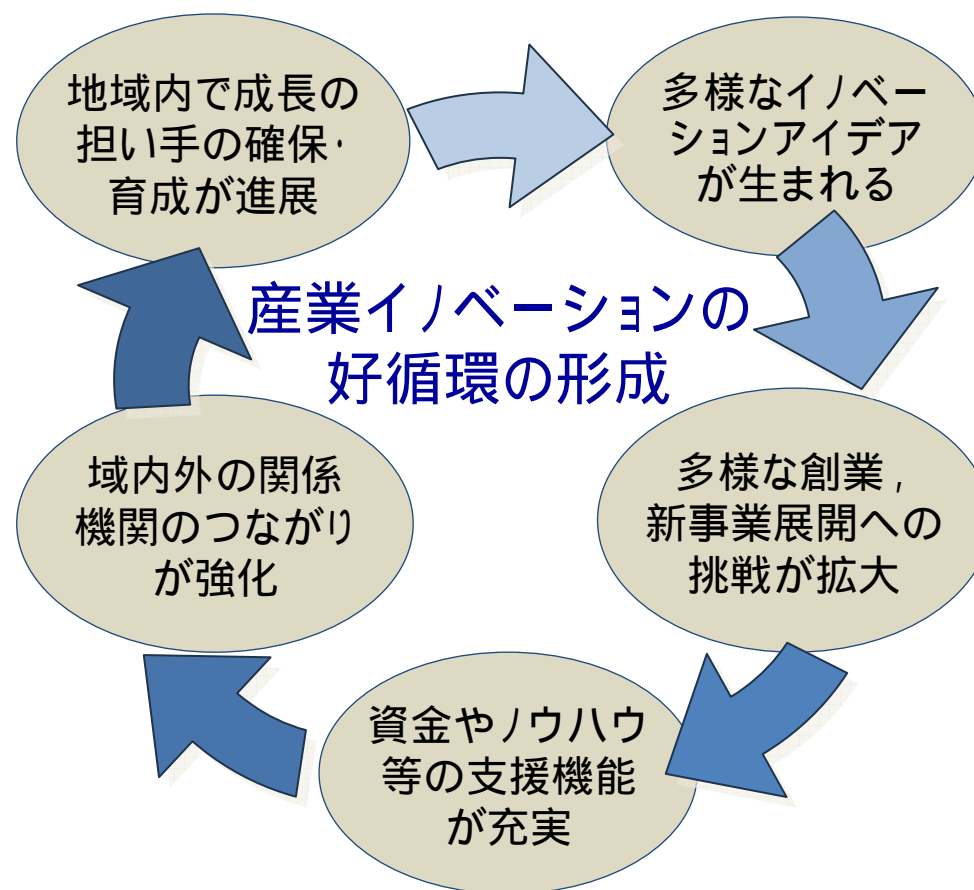 地域内で成長の
担い手の確保・
育成が進展
多様なイノベー
ションアイデア
が生まれる
産業イノベーションの
好循環の形成
域内外の関係
機関のつながり
が強化
多様な創業,
新事業展開への
挑戦が拡大
資金やノウハウ
等の支援機能
が充実